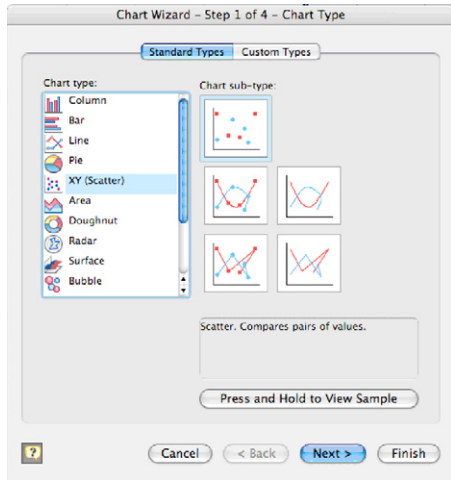 Chart Wizard – Step 1 of 4 – Chart Type
Standard Types Custom Types
Chart type:
Column
Bar
Line
Pie
XY (Scatter)
Area
Doughnut
Radar
Surface
Bubble
Chart sub-type:
Scatter. Compares pairs of values.
Press and Hold to View Sample
? Cancel < Back Next > Finish